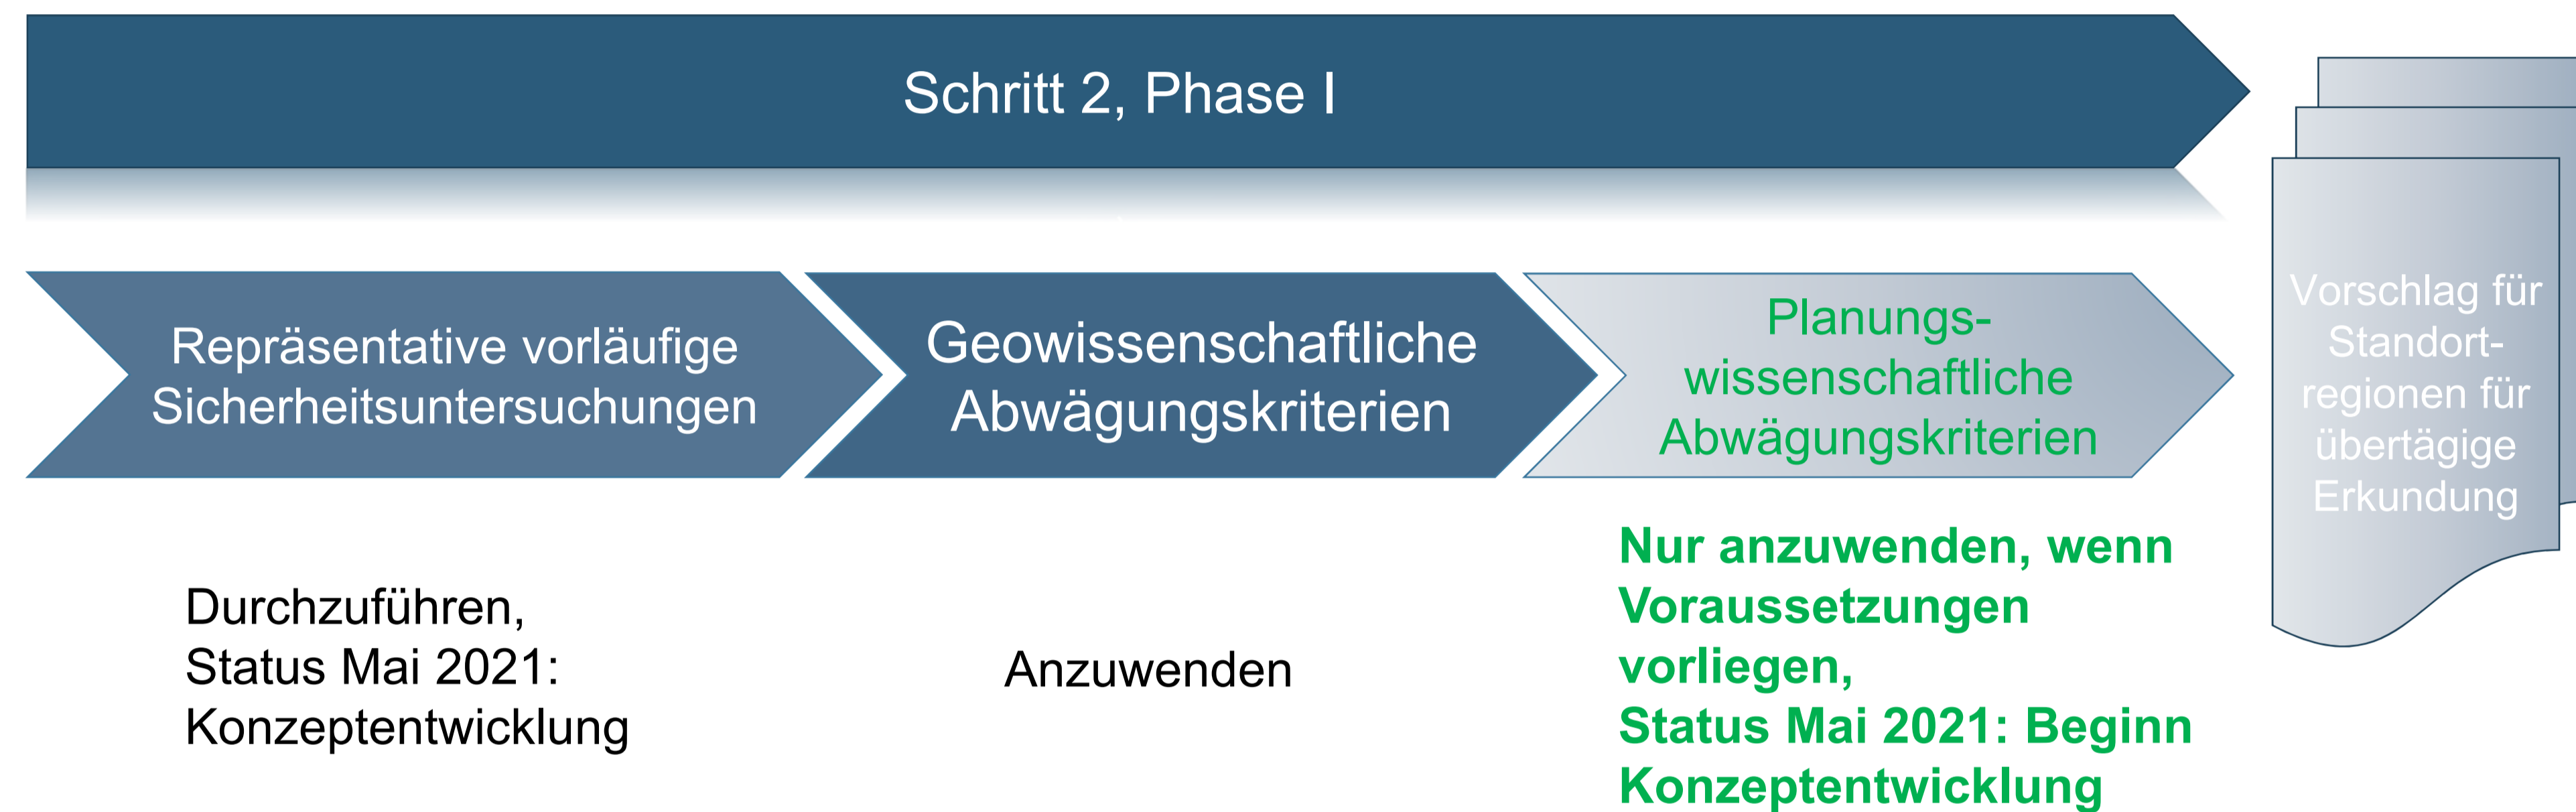 Schritt 2, Phase I
Repräsentative vorläufige
Sicherheitsuntersuchungen
Geowissenschaftliche
Abwägungskriterien
Planungs-
wissenschaftliche
Abwägungskriterien
Vorschlag für
Standort-
regionen für
übertägige
Erkundung
Durchzuführen,
Status Mai 2021:
Konzeptentwicklung
Anzuwenden
Nur anzuwenden, wenn
Voraussetzungen
vorliegen,
Status Mai 2021: Beginn
Konzeptentwicklung